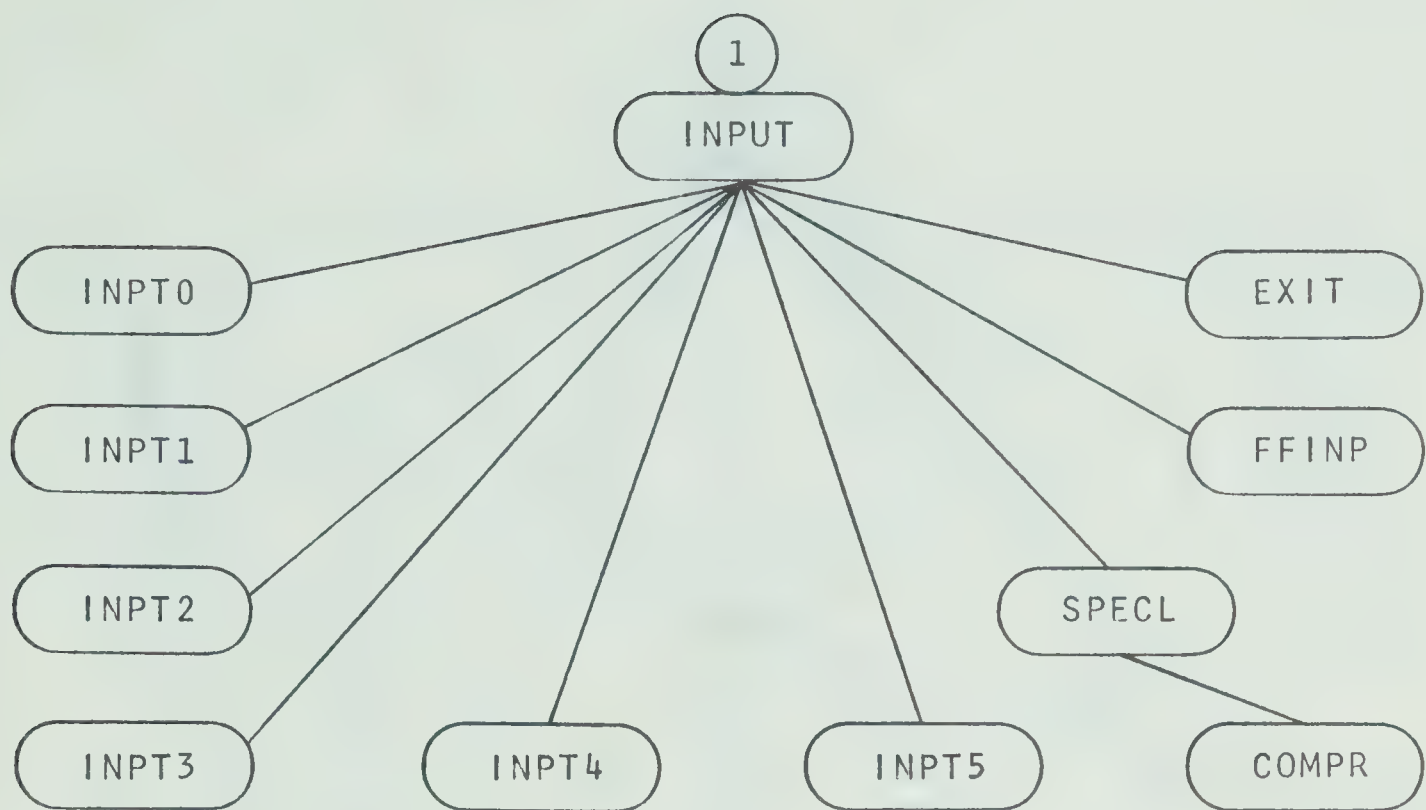 1
INPUT
INPT0
EXIT
INPT1
FFINP
INPT2
SPECL
INPT3
INPT4
INPT5
COMPR